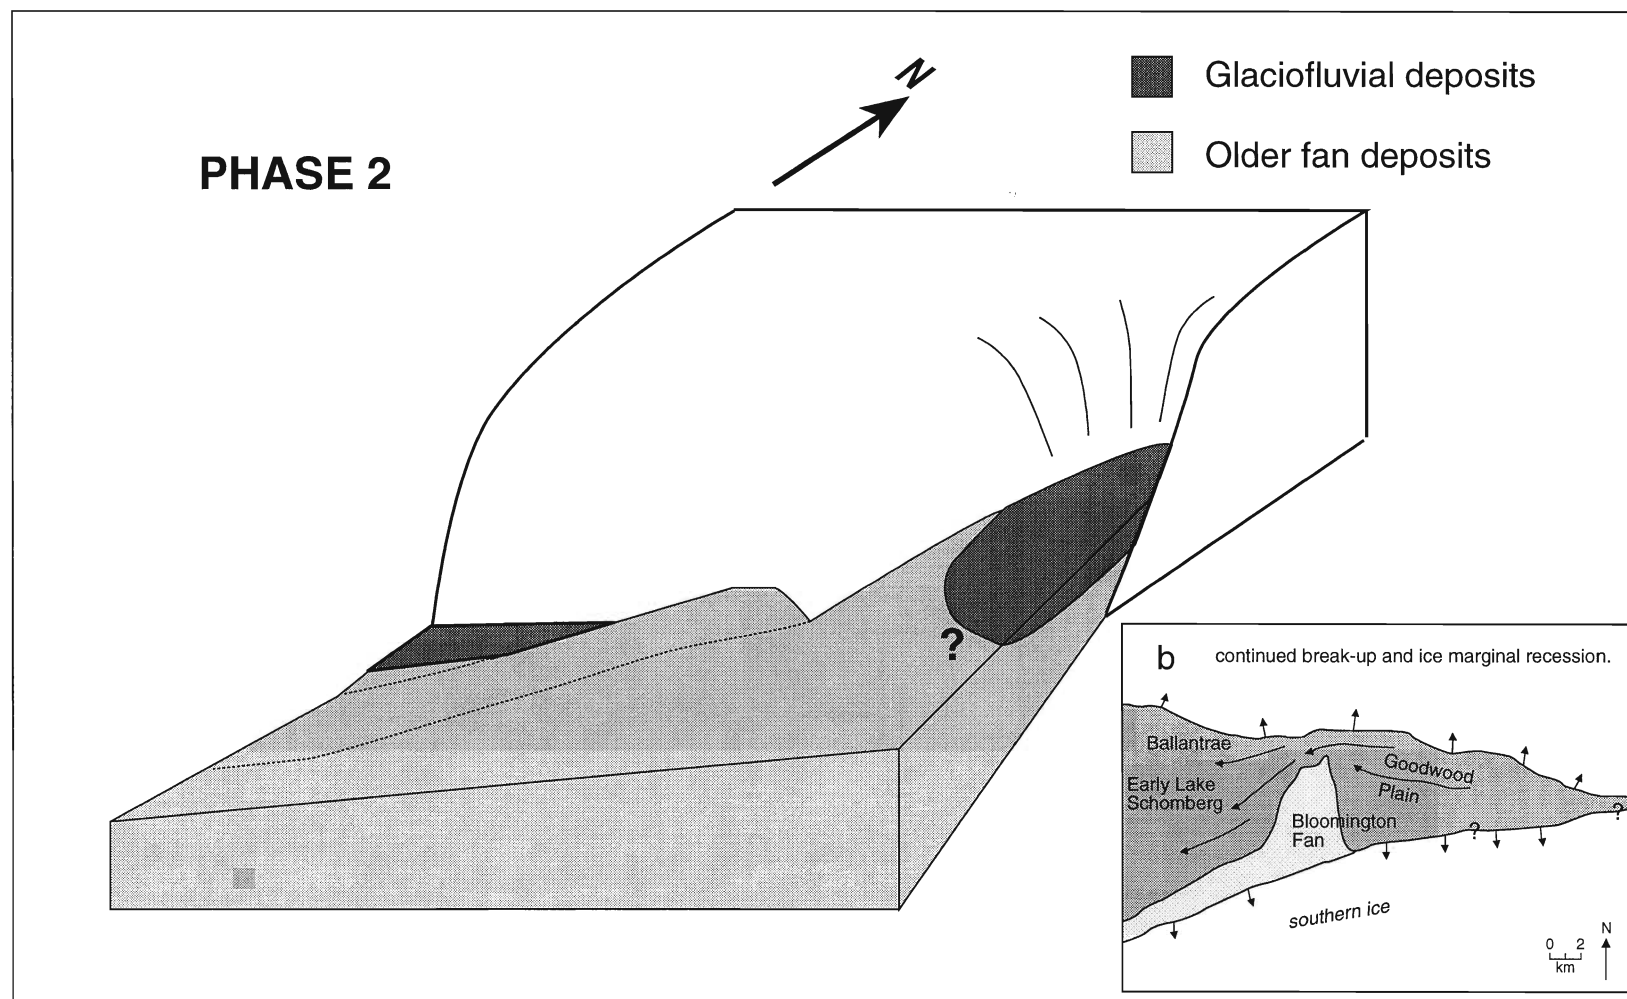 N
Glaciofluvial deposits
PHASE 2
Older fan deposits
?
b continued break-up and ice marginal recession.
Ballantrae
Goodwood
Plain
Early Lake
Schomberg
Bloomington
Fan
?
?
southern ice
0 2
km
N